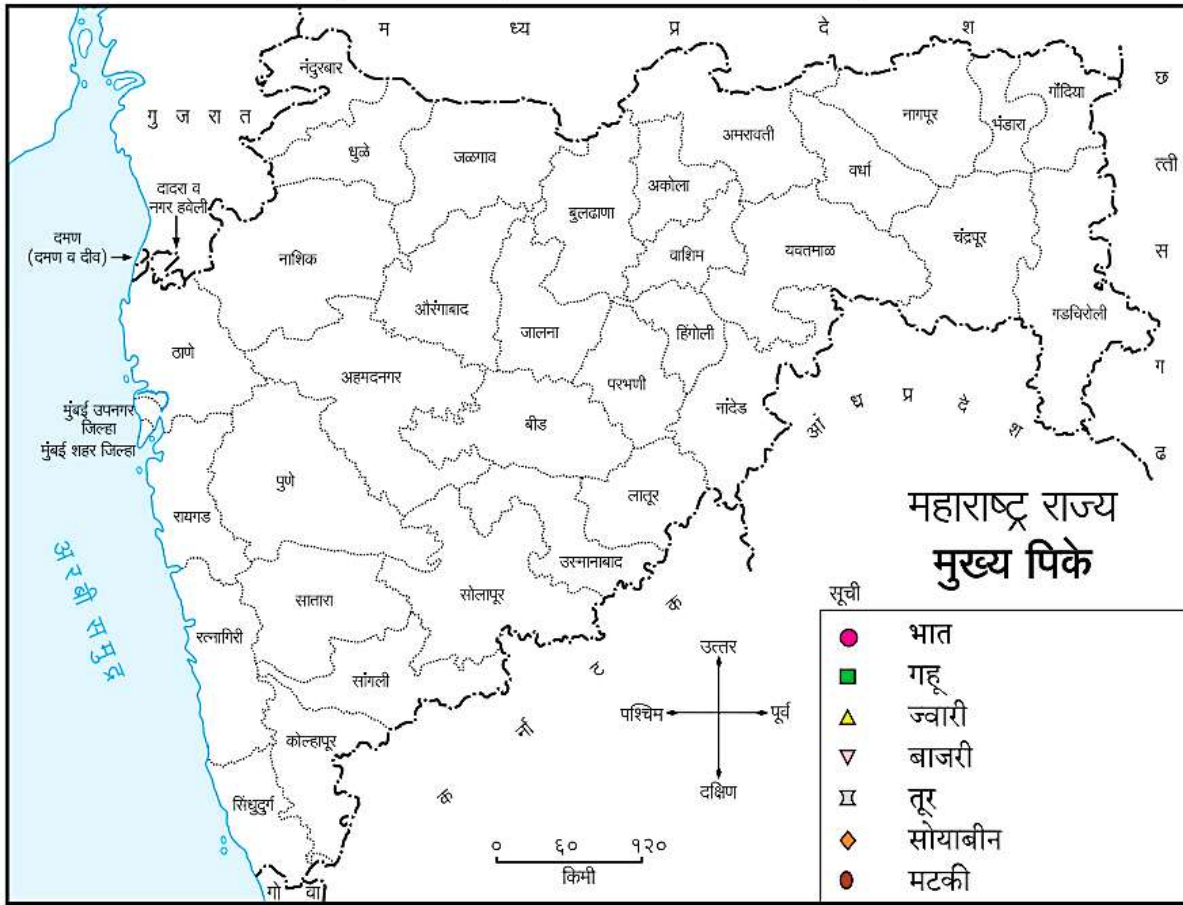 म ध्य प्र दे श
छ त्ती स ग ढ
गु ज रा त
नंदुरबार
धुळे
जळगाव
बुलढाणा
अकोला
अमरावती
नागपूर
भंडारा
गोंदिया
वर्धा
दादरा व
नगर हवेली
दमण
(दमण व दीव)
नाशिक
औरंगाबाद
जालना
वाशिम
यवतमाळ
चंद्रपूर
गडचिरोली
हिंगोली
ठाणे
अहमदनगर
परभणी
नांदेड
आं ध्र प्र दे श
मुंबई उपनगर
जिल्हा
मुंबई शहर जिल्हा
बीड
पुणे
लातूर
रायगड
उस्मानाबाद
सातारा
सोलापूर
रत्नागिरी
सांगली
कोल्हापूर
सिंधुदुर्ग
अरबी समुद्र
क र्ना ट क
गो वा
महाराष्ट्र राज्य
मुख्य पिके
उत्तर
पश्चिम पूर्व
दक्षिण
० ६० १२०
किमी
सूची
भात
गहू
ज्वारी
बाजरी
तूर
सोयाबीन
मटकी